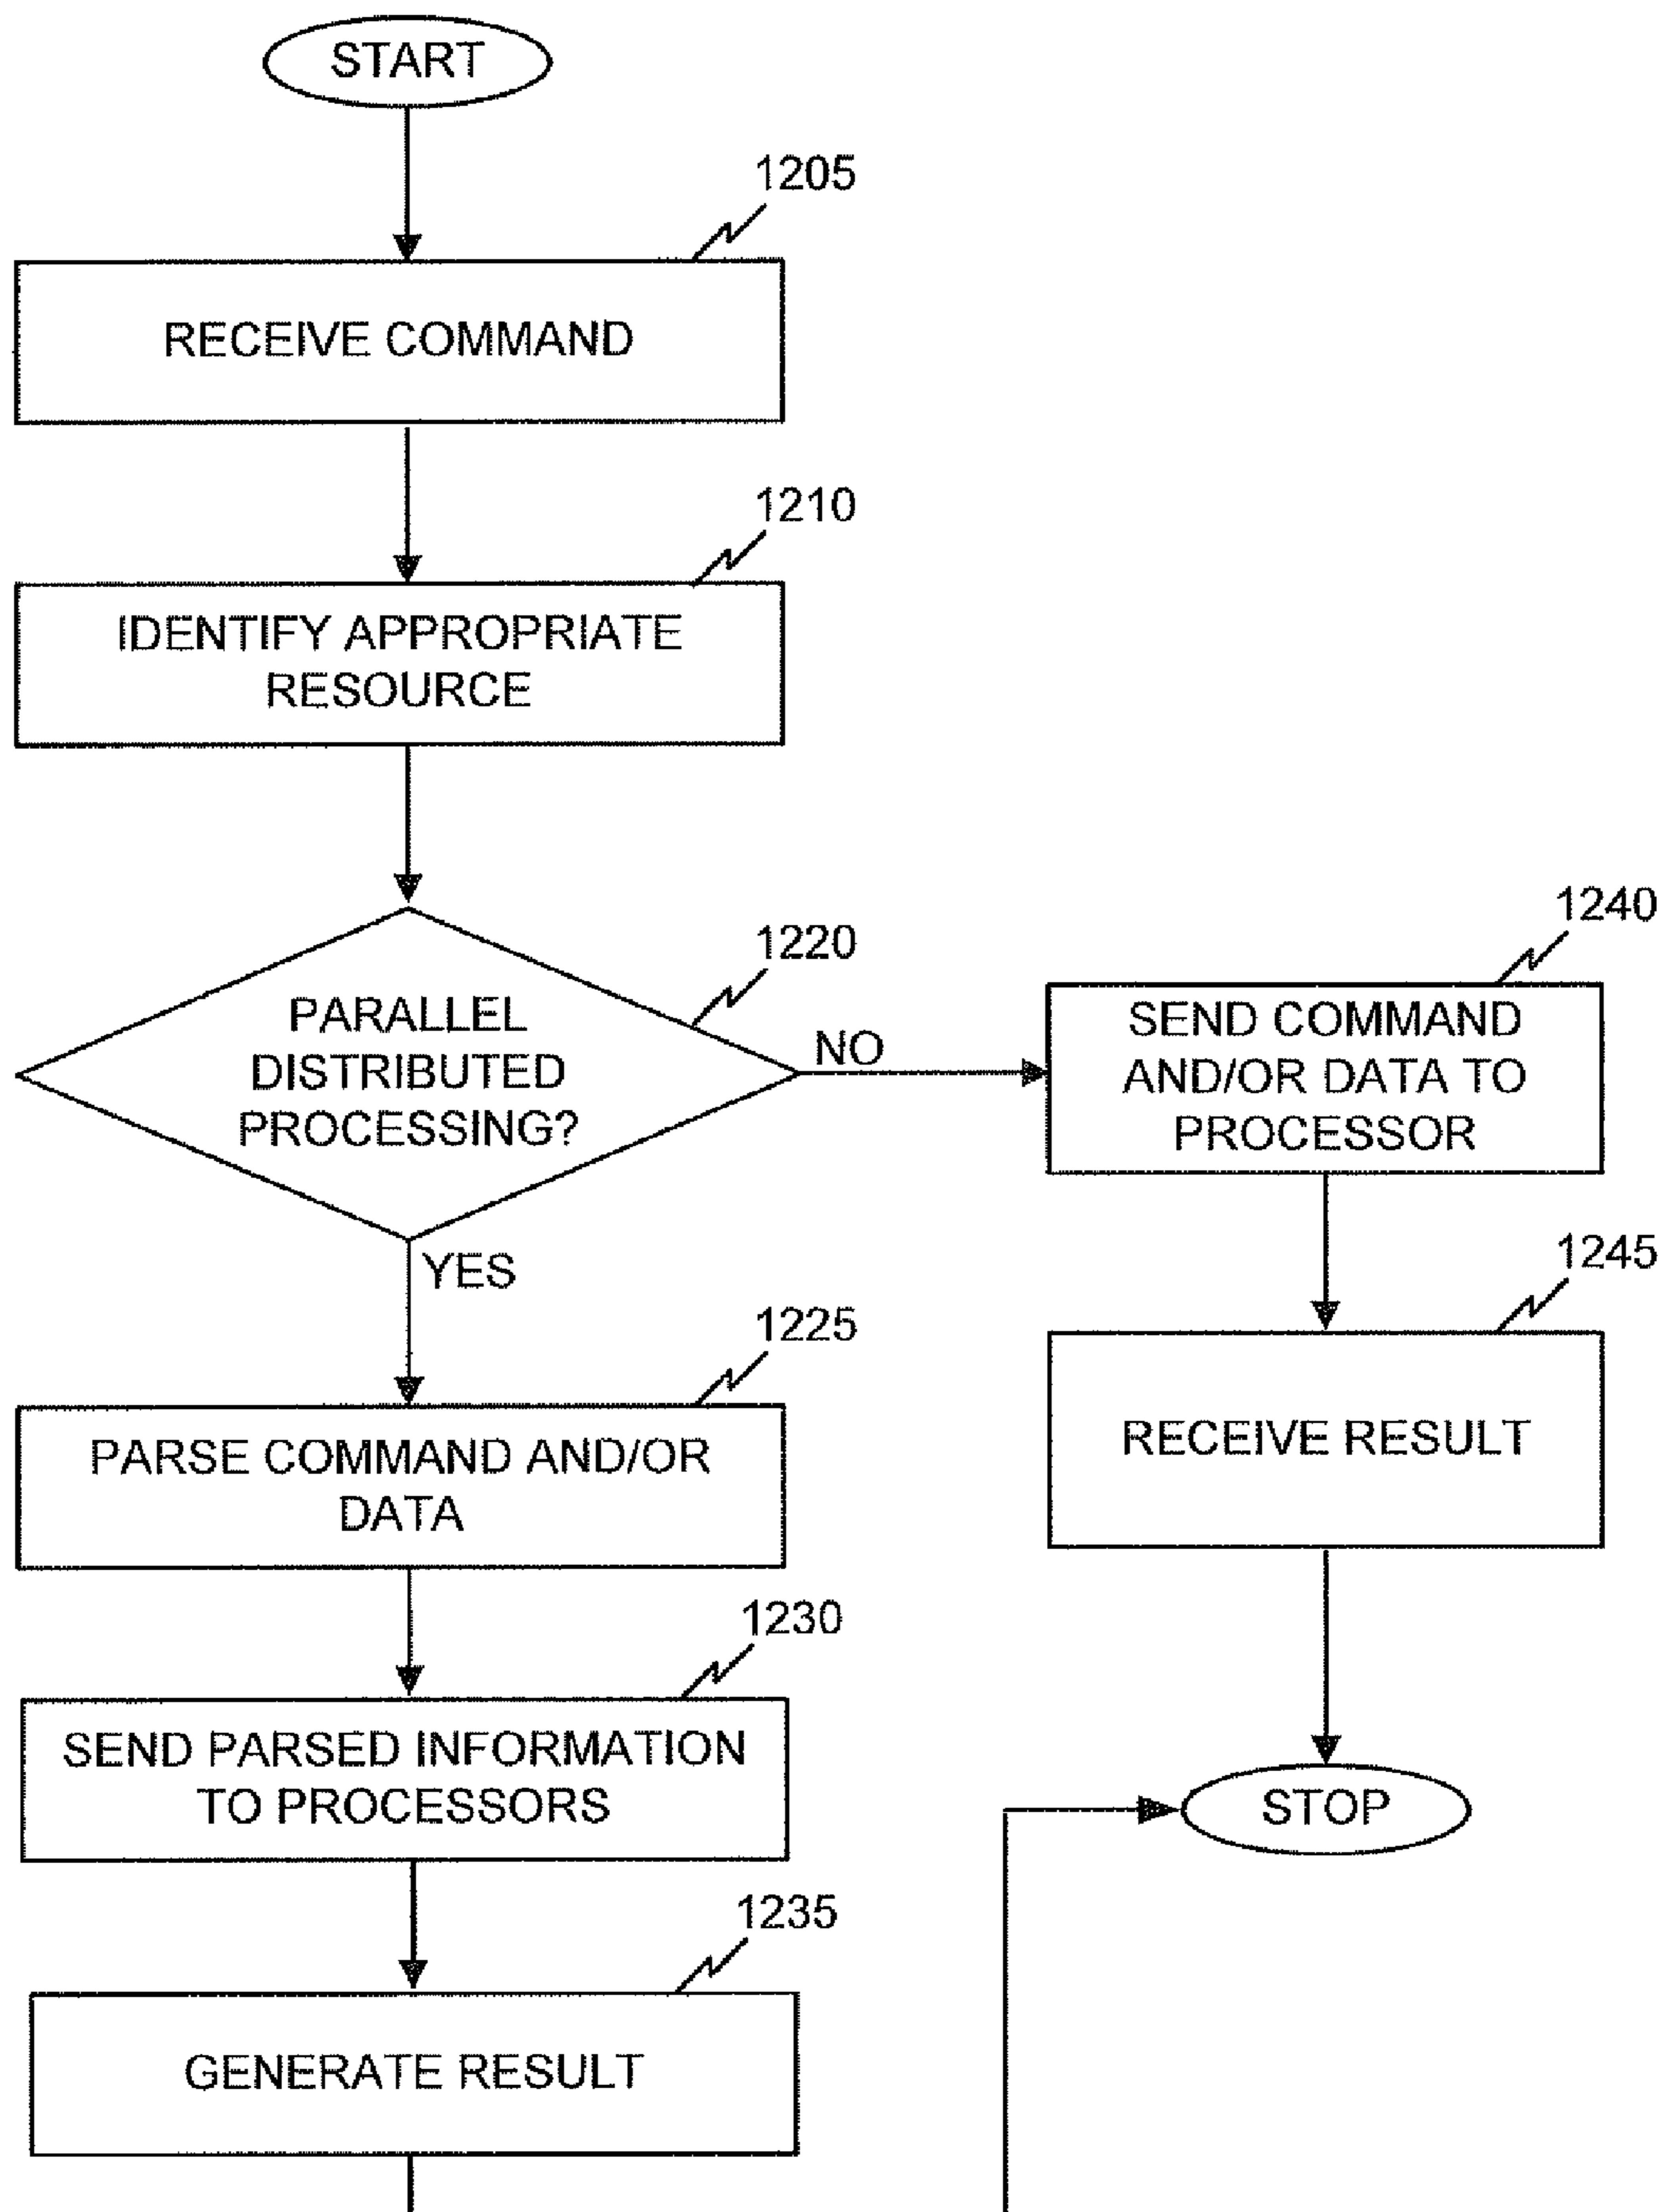 START
1205
RECEIVE COMMAND
1210
IDENTIFY APPROPRIATE
RESOURCE
1220
PARALLEL
DISTRIBUTED
PROCESSING?
NO
YES
1240
SEND COMMAND
AND/OR DATA TO
PROCESSOR
1245
RECEIVE RESULT
1225
PARSE COMMAND AND/OR
DATA
1230
SEND PARSED INFORMATION
TO PROCESSORS
1235
GENERATE RESULT
STOP